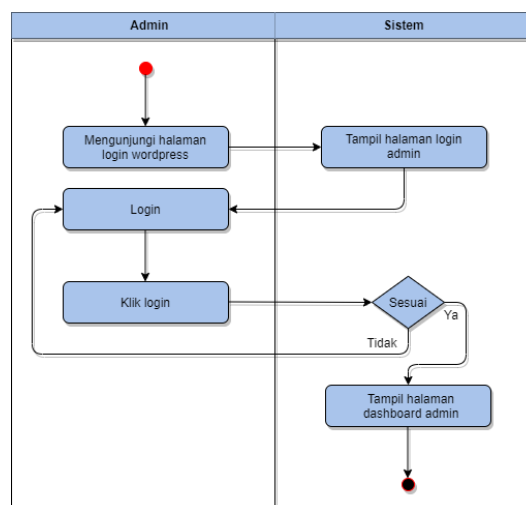 Admin
Sistem
Mengunjungi halaman
login wordpress
Tampil halaman login
admin
Login
Klik login
Sesuai
Ya
Tidak
Tampil halaman
dashboard admin